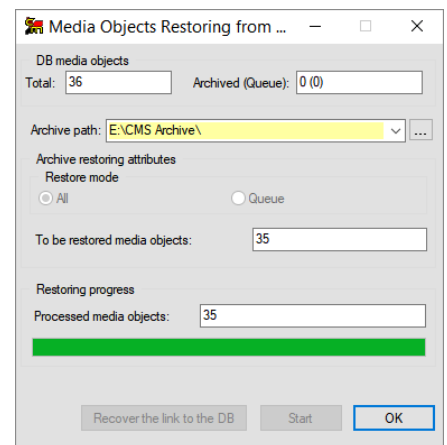 Media Objects Restoring from ...
DB media objects
Total: 36 Archived (Queue): 0 (0)
Archive path: E:\CMS Archive\ ...
Archive restoring attributes
Restore mode
All Queue
To be restored media objects: 35
Restoring progress
Processed media objects: 35
Recover the link to the DB Start OK